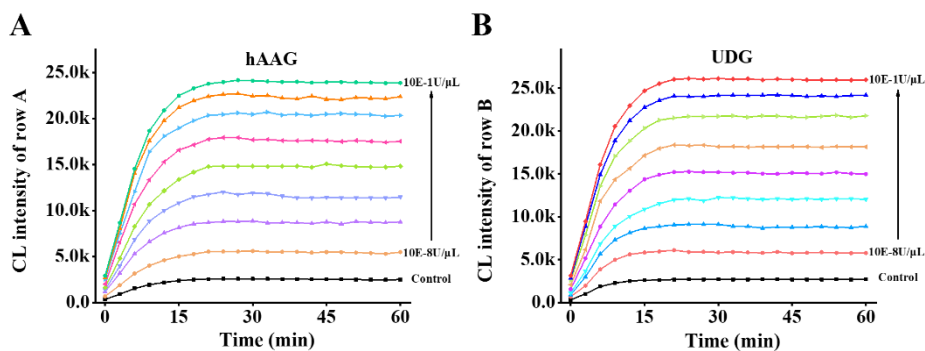 A
hAAG
CL intensity of row A
25.0k
20.0k
15.0k
10.0k
5.0k
0.0
0 15 30 45 60
Time (min)
10E-1U/μL
10E-8U/μL
Control
B
UDG
CL intensity of row B
25.0k
20.0k
15.0k
10.0k
5.0k
0.0
0 15 30 45 60
Time (min)
10E-1U/μL
10E-8U/μL
Control